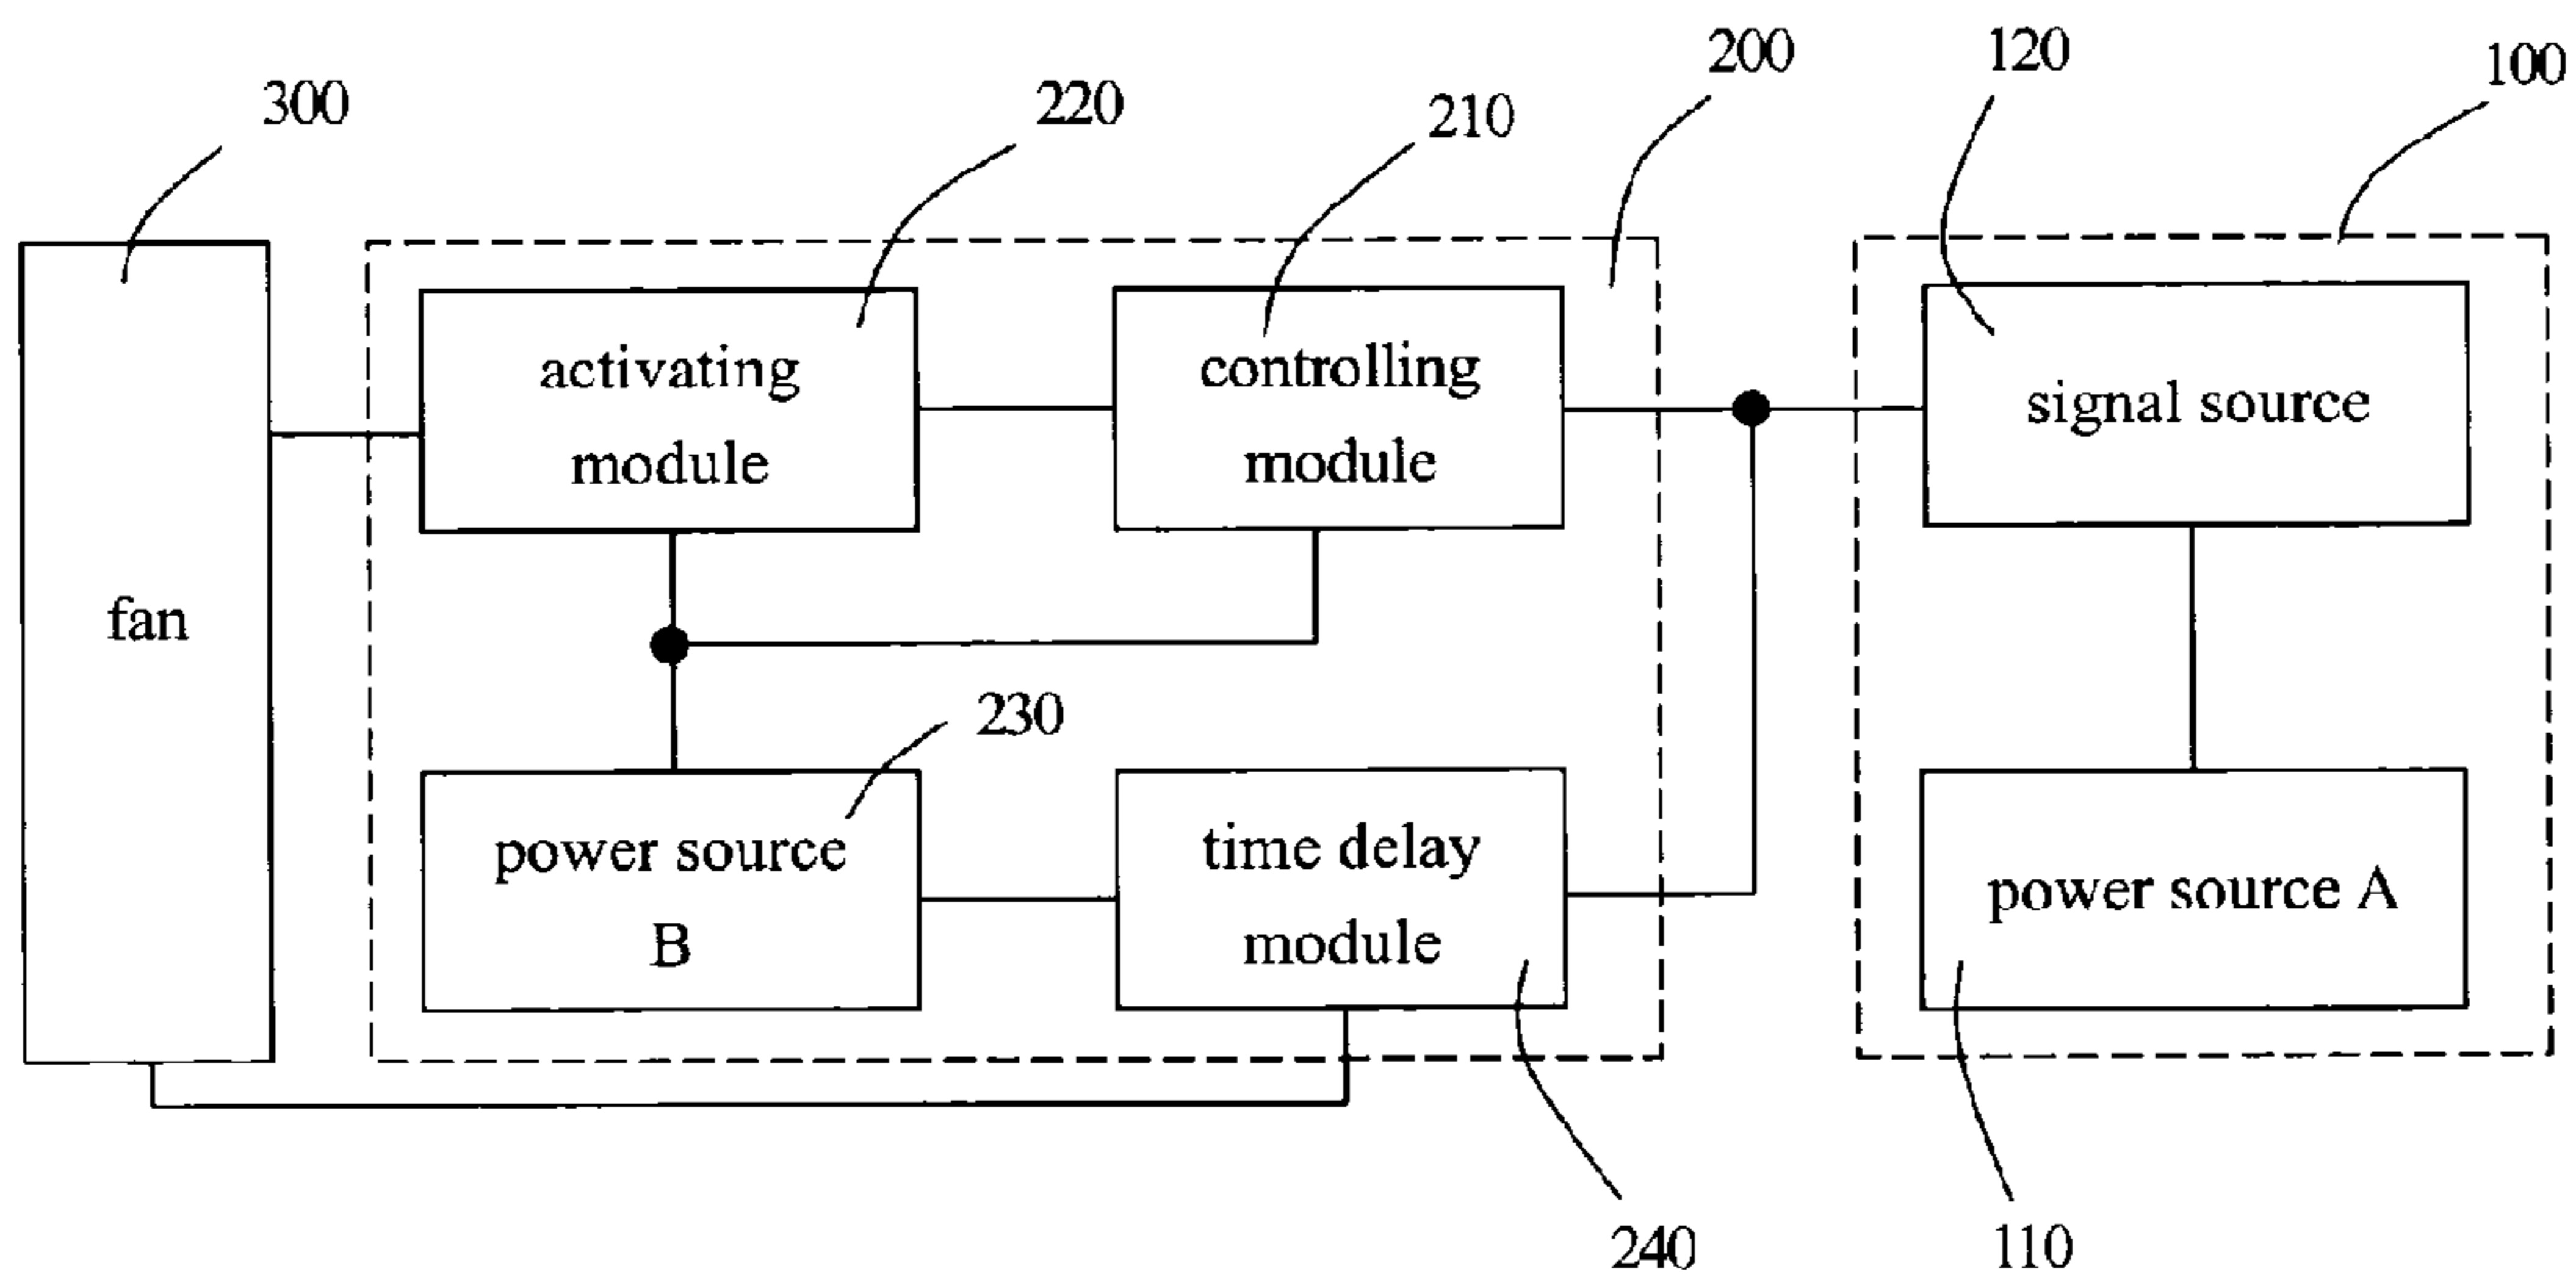 300
220
210
200
120
100
activating
module
controlling
module
signal source
fan
230
power source
B
time delay
module
power source A
240
110